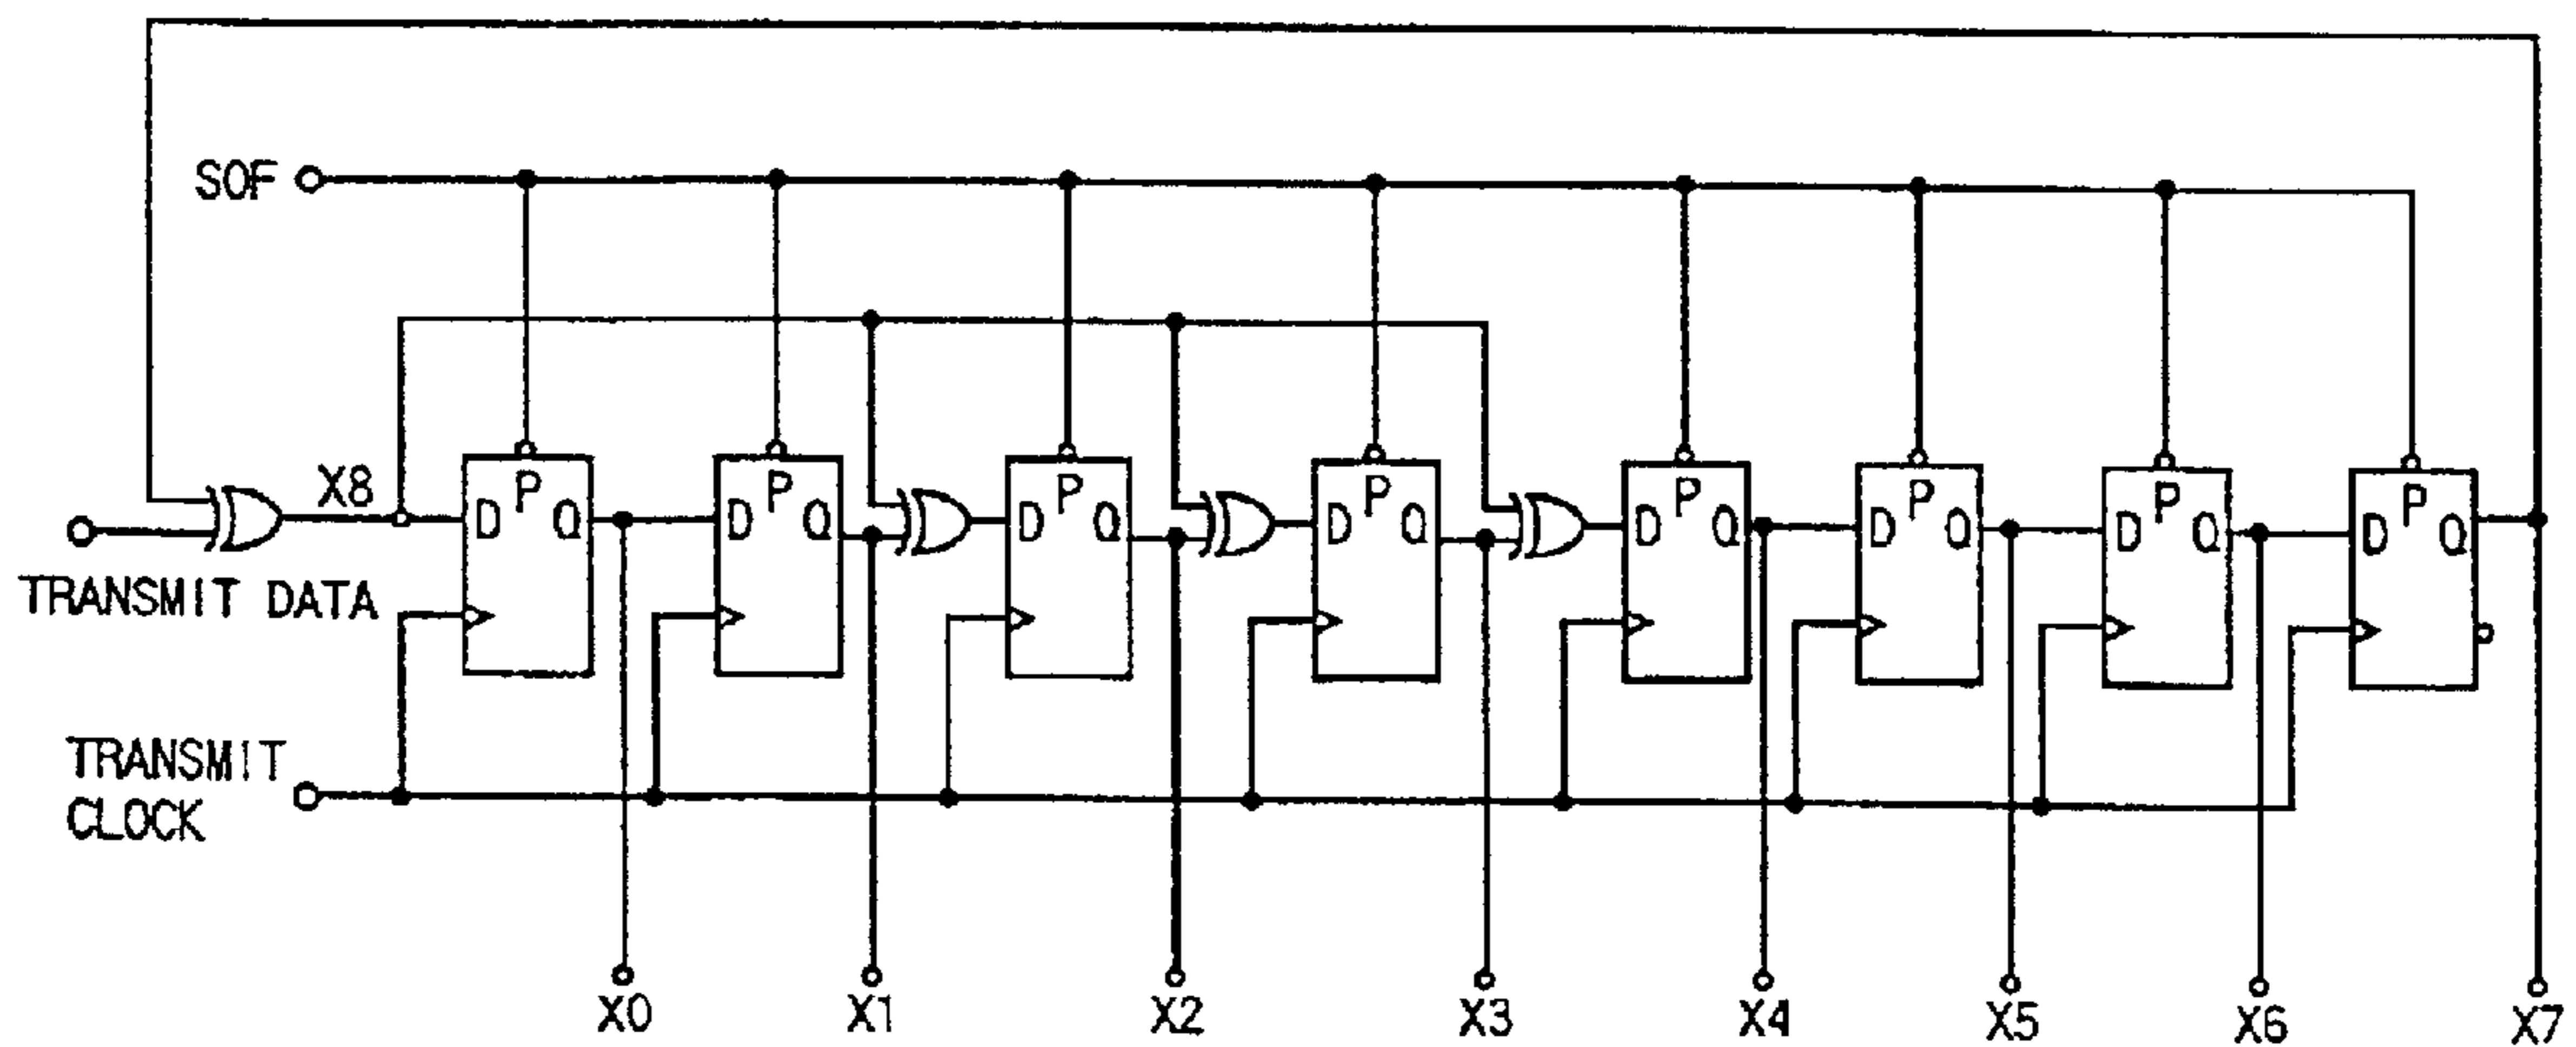 SOF
X8
D P Q
D P Q
D P Q
D P Q
D P Q
D P Q
D P Q
D P Q
TRANSMIT DATA
TRANSMIT
CLOCK
X0 X1 X2 X3 X4 X5 X6 X7